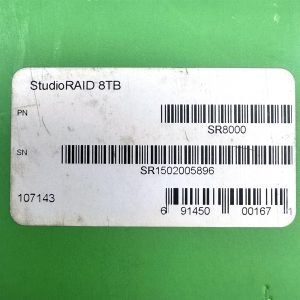 StudioRAID 8TB
PN
SR8000
SN
SR1502005896
107143
6 91450 00167 1